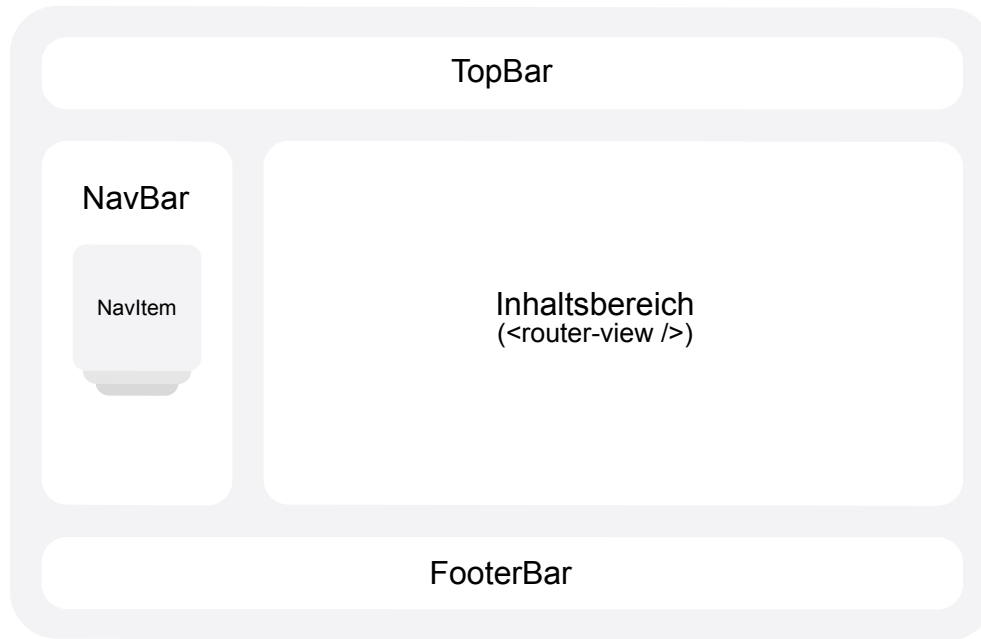 TopBar
NavBar
NavItem
Inhaltsbereich
(<router-view />)
FooterBar